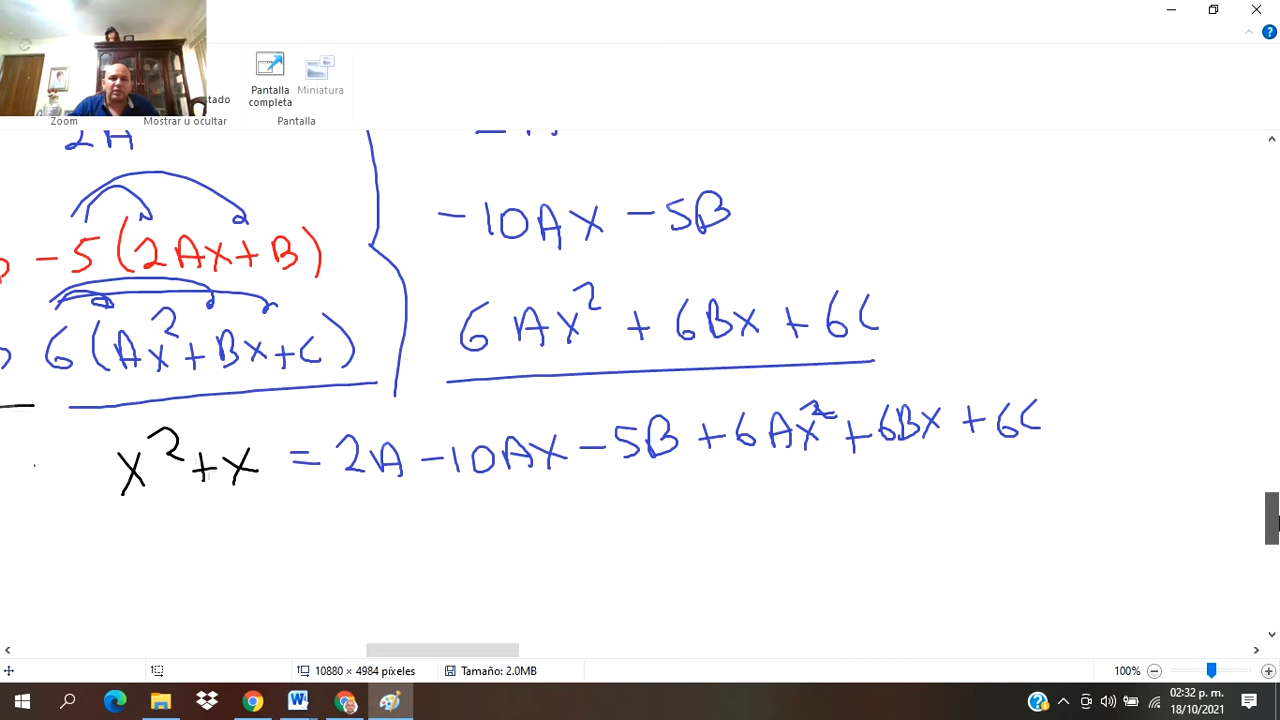 stado
Pantalla completa
Miniatura
Zoom
Mostrar u ocultar
Pantalla
2A
-10Ax - 5B
-5(2Ax+B)
6Ax² + 6Bx + 6C
6(Ax²+Bx+C)
x²+x = 2A -10Ax -5B +6Ax² +6Bx +6C
10880 × 4984 píxeles
Tamaño: 2.0MB
100%
02:32 p. m.
18/10/2021